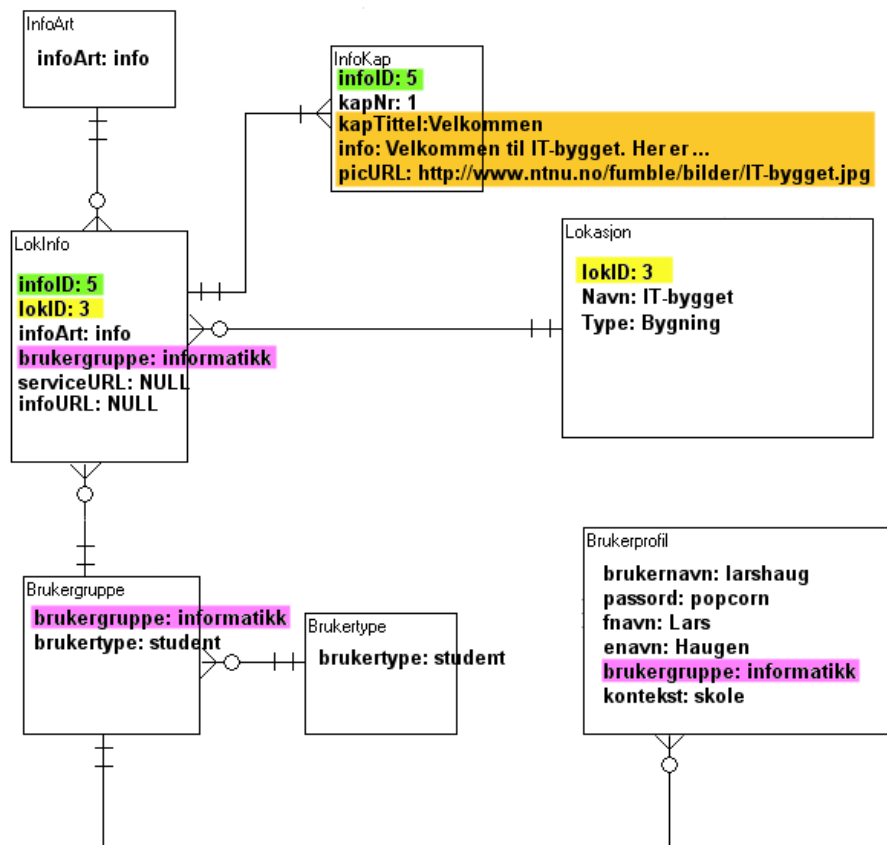 InfoArt
infoArt: info
InfoKap
infoID: 5
kapNr: 1
kapTittel:Velkommen
info: Velkommen til IT-bygget. Her er ...
picURL: http://www.ntnu.no/fumble/bilder/IT-bygget.jpg
LokInfo
infoID: 5
lokID: 3
infoArt: info
brukergruppe: informatikk
serviceURL: NULL
infoURL: NULL
Lokasjon
lokID: 3
Navn: IT-bygget
Type: Bygning
Brukergruppe
brukergruppe: informatikk
brukertype: student
Brukertype
brukertype: student
Brukerprofil
brukernavn: larshaug
passord: popcorn
fnavn: Lars
enavn: Haugen
brukergruppe: informatikk
kontekst: skole